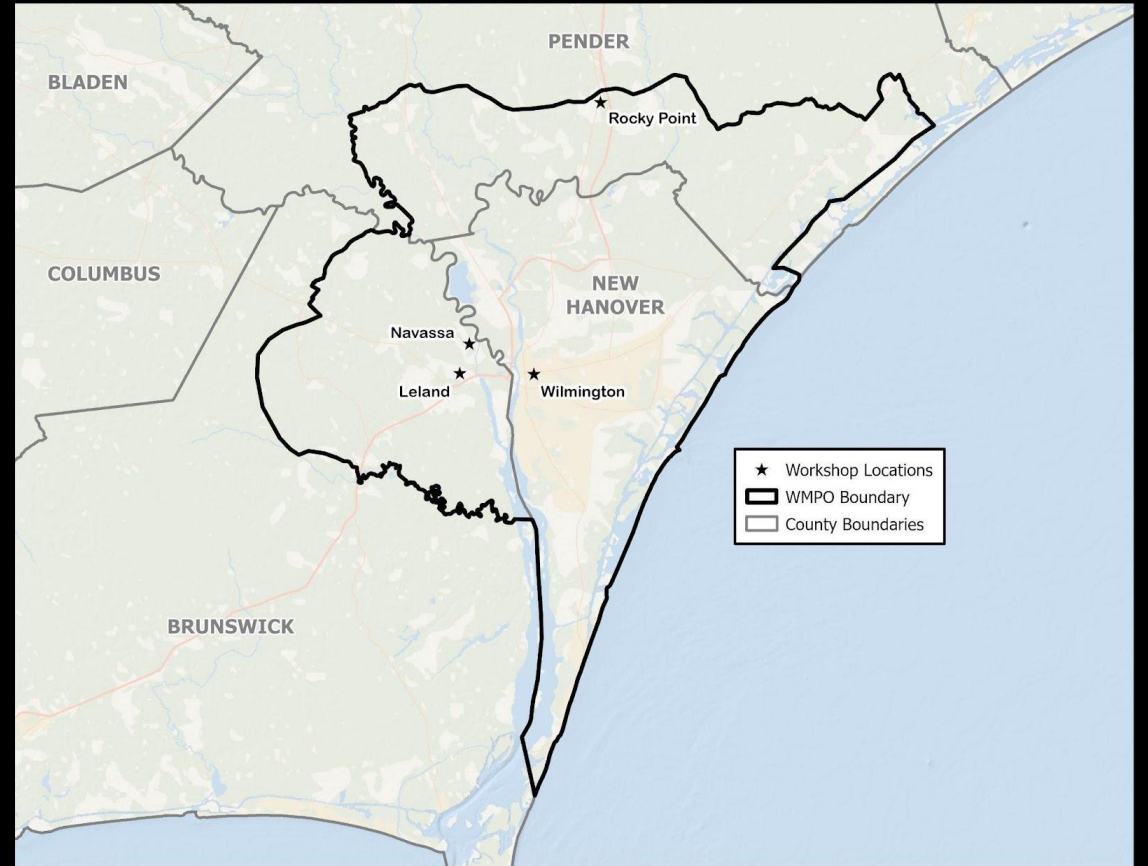 PENDER
BLADEN
Rocky Point
COLUMBUS
NEW
HANOVER
Navassa
Leland
Wilmington
Workshop Locations
WMPO Boundary
County Boundaries
BRUNSWICK